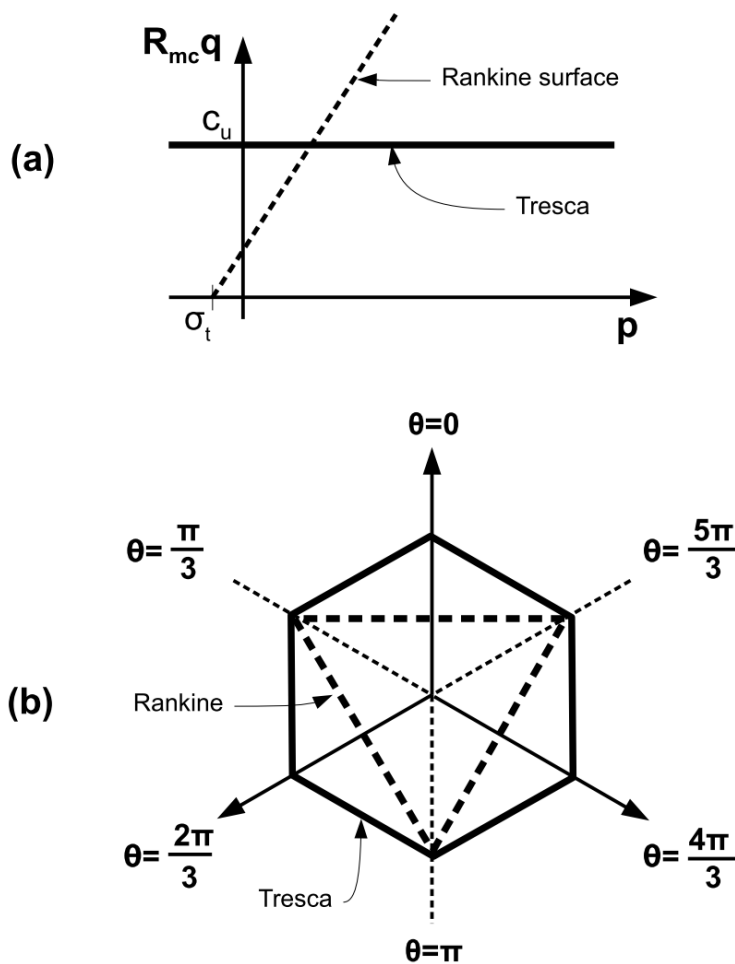 R_mc q
Rankine surface
c_u
(a)
Tresca
σ_t
p
θ=0
θ= π/3
θ= 5π/3
(b)
Rankine
θ= 2π/3
θ= 4π/3
Tresca
θ=π